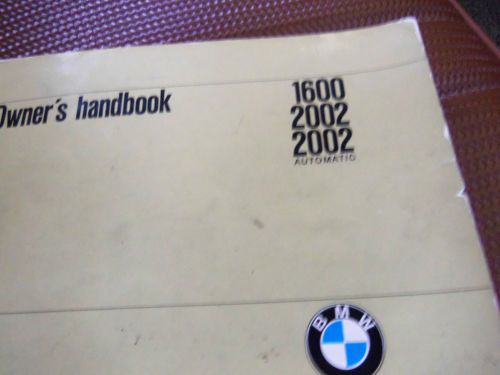 Owner's handbook
1600
2002
2002
AUTOMATIC
BMW